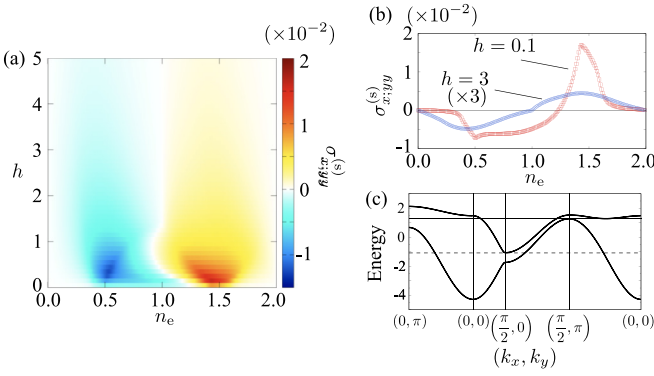 (a)
(×10⁻²)
5
4
3
2
1
0
h
0.0
0.5
1.0
1.5
2.0
nₑ
2
1
0
-1
σ⁽ˢ⁾ₓ;yy
(b)
(×10⁻²)
2
1
0
-1
σ⁽ˢ⁾ₓ;yy
h = 0.1
h = 3
(×3)
0.0
0.5
1.0
1.5
2.0
nₑ
(c)
2
0
-2
-4
Energy
(0, π)
(0, 0)
(π/2, 0)
(π/2, π)
(0, 0)
(kₓ, k_y)